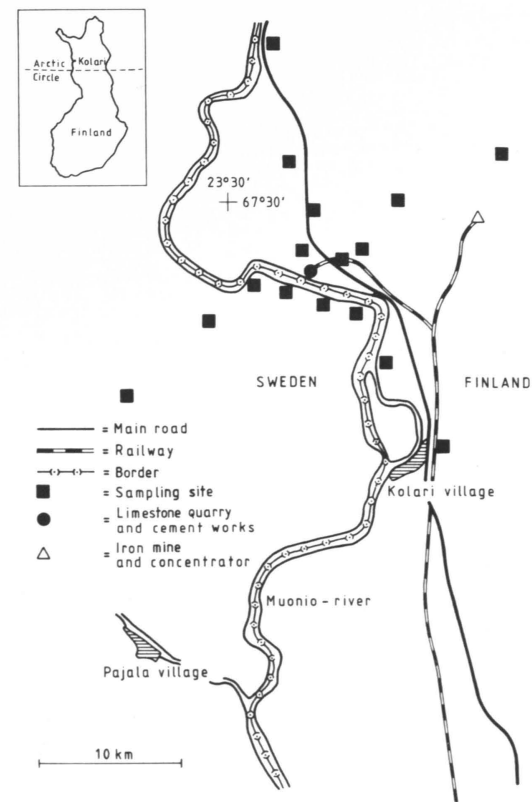 Arctic
Circle
Kolari
Finland
23°30'
67°30'
SWEDEN
FINLAND
= Main road
= Railway
= Border
= Sampling site
= Limestone quarry
and cement works
= Iron mine
and concentrator
Kolari village
Muonio - river
Pajala village
10 km